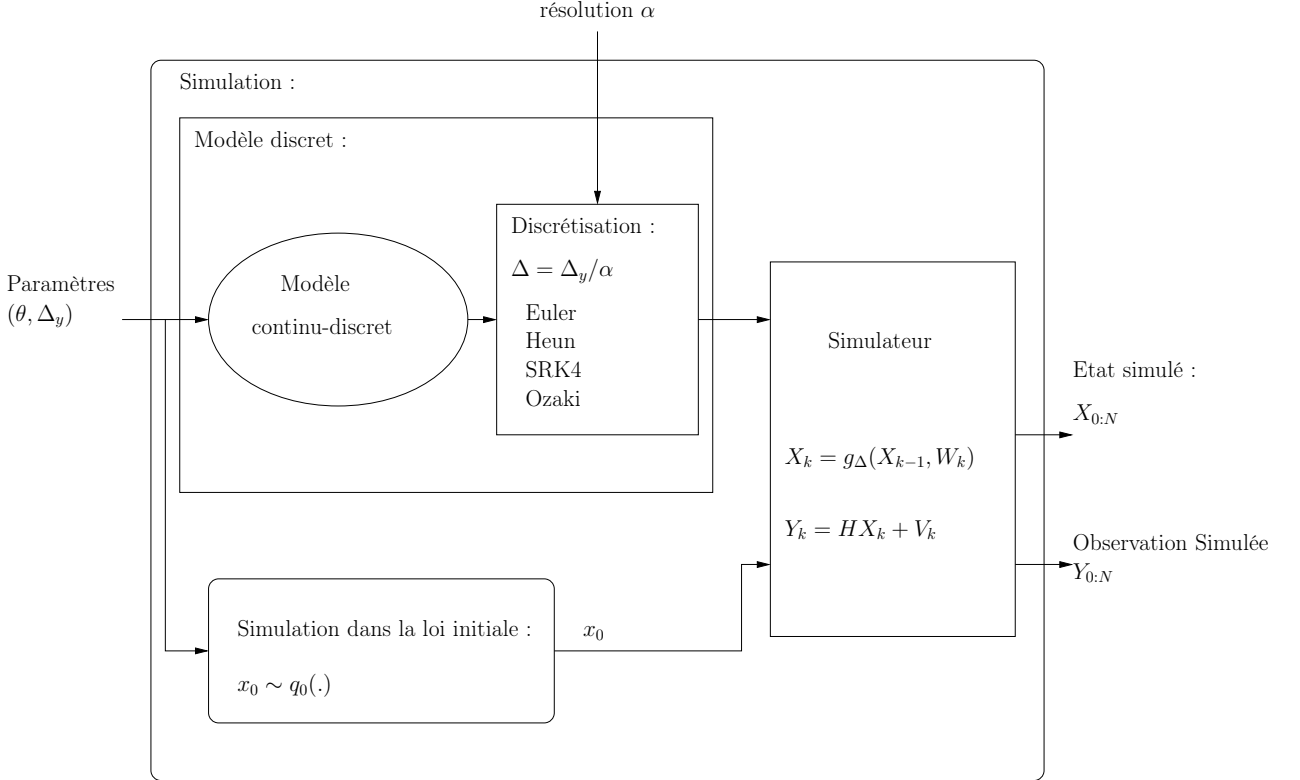 résolution α
Simulation :
Modèle discret :
Discrétisation :
Δ = Δ_y/α
Euler
Heun
SRK4
Ozaki
Modèle
continu-discret
Paramètres
(θ, Δ_y)
Simulateur
X_k = g_Δ(X_{k−1}, W_k)
Y_k = HX_k + V_k
Etat simulé :
X_{0:N}
Observation Simulée
Y_{0:N}
Simulation dans la loi initiale :
x_0 ∼ q_0(.)
x_0